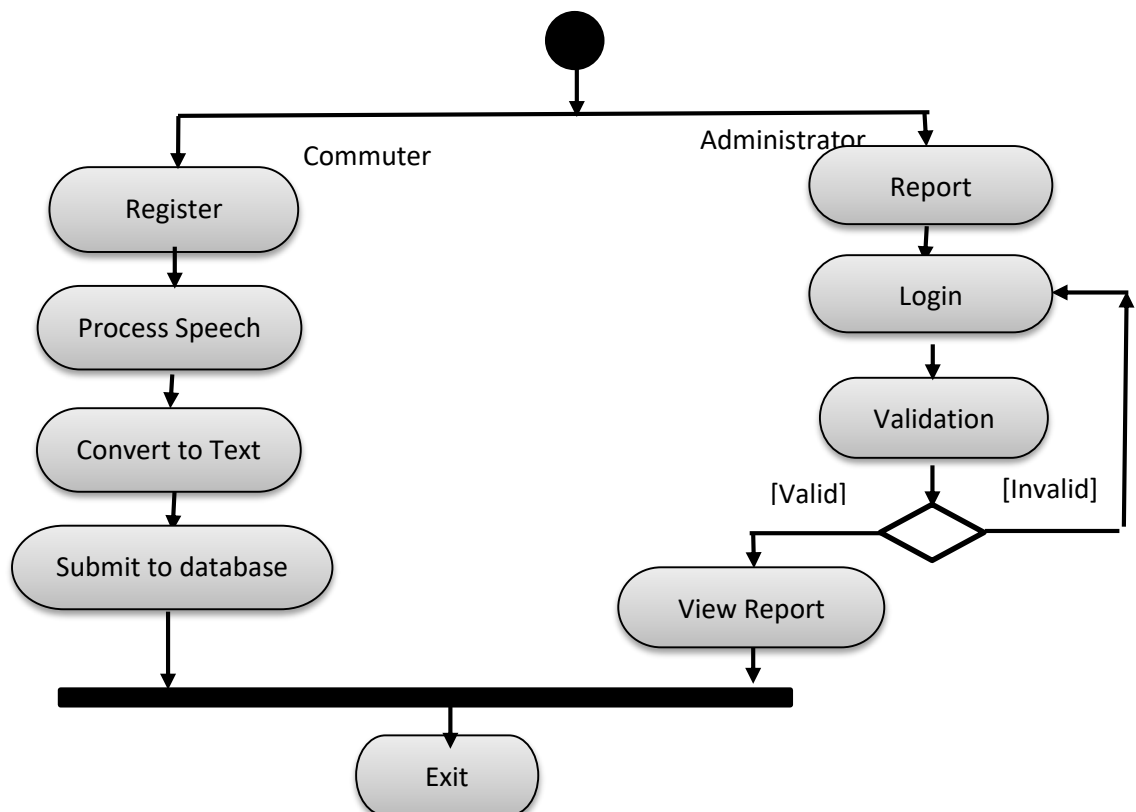 Commuter
Administrator
Register
Report
Process Speech
Login
Convert to Text
Validation
[Valid]
[Invalid]
Submit to database
View Report
Exit